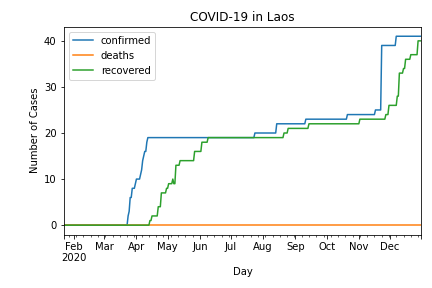 COVID-19 in Laos
confirmed
deaths
recovered
Number of Cases
40
30
20
10
0
Feb Mar Apr May Jun Jul Aug Sep Oct Nov Dec
2020
Day